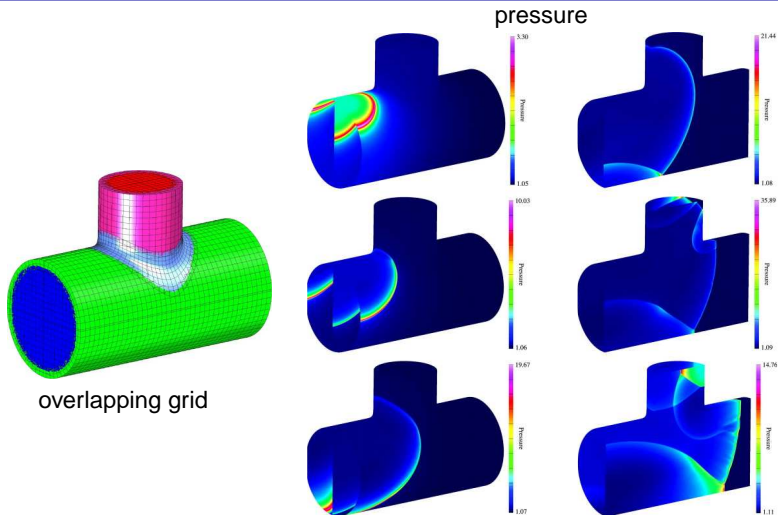 pressure
3.30
Pressure
1.05
21.44
Pressure
1.08
10.03
Pressure
1.06
35.89
Pressure
1.09
19.67
Pressure
1.07
14.76
Pressure
1.11
overlapping grid